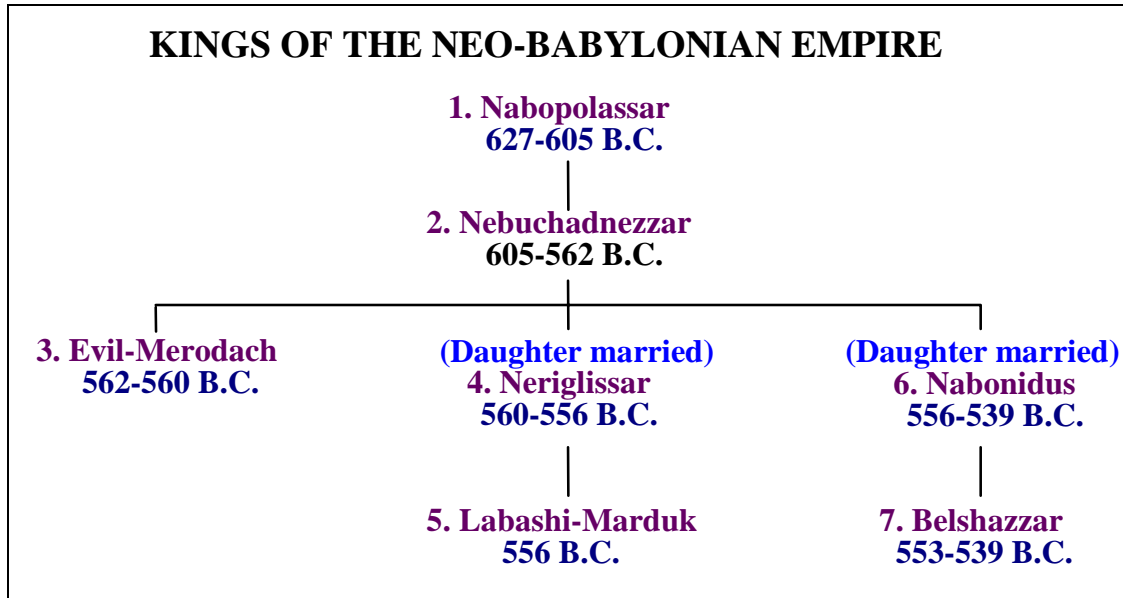 KINGS OF THE NEO-BABYLONIAN EMPIRE
1. Nabopolassar
627-605 B.C.
2. Nebuchadnezzar
605-562 B.C.
3. Evil-Merodach
562-560 B.C.
(Daughter married)
4. Neriglissar
560-556 B.C.
(Daughter married)
6. Nabonidus
556-539 B.C.
5. Labashi-Marduk
556 B.C.
7. Belshazzar
553-539 B.C.